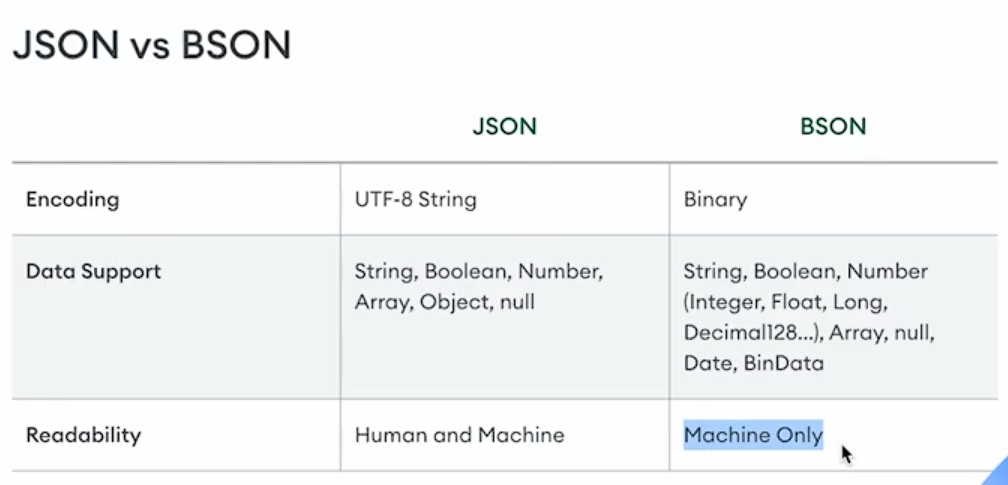 JSON vs BSON
JSON BSON
Encoding UTF-8 String Binary
Data Support String, Boolean, Number, String, Boolean, Number
Array, Object, null (Integer, Float, Long,
Decimal128...), Array, null,
Date, BinData
Readability Human and Machine Machine Only